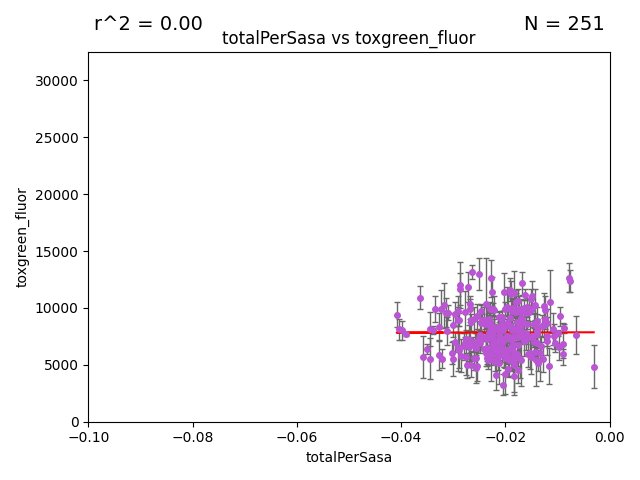 r^2 = 0.00
N = 251
totalPerSasa vs toxgreen_fluor
30000
25000
20000
15000
10000
5000
0
toxgreen_fluor
−0.10
−0.08
−0.06
−0.04
−0.02
0.00
totalPerSasa